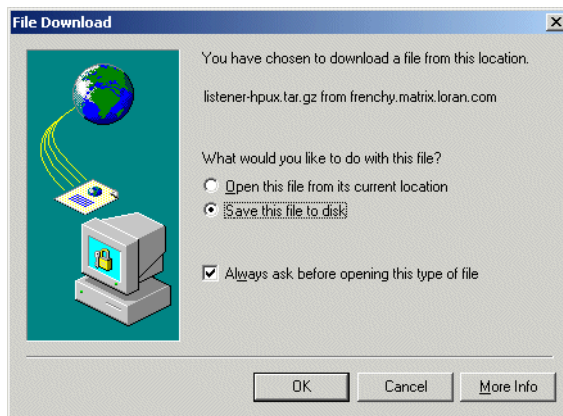 File Download
You have chosen to download a file from this location.
listener-hpux.tar.gz from frenchy.matrix.loran.com
What would you like to do with this file?
Open this file from its current location
Save this file to disk
Always ask before opening this type of file
OK Cancel More Info